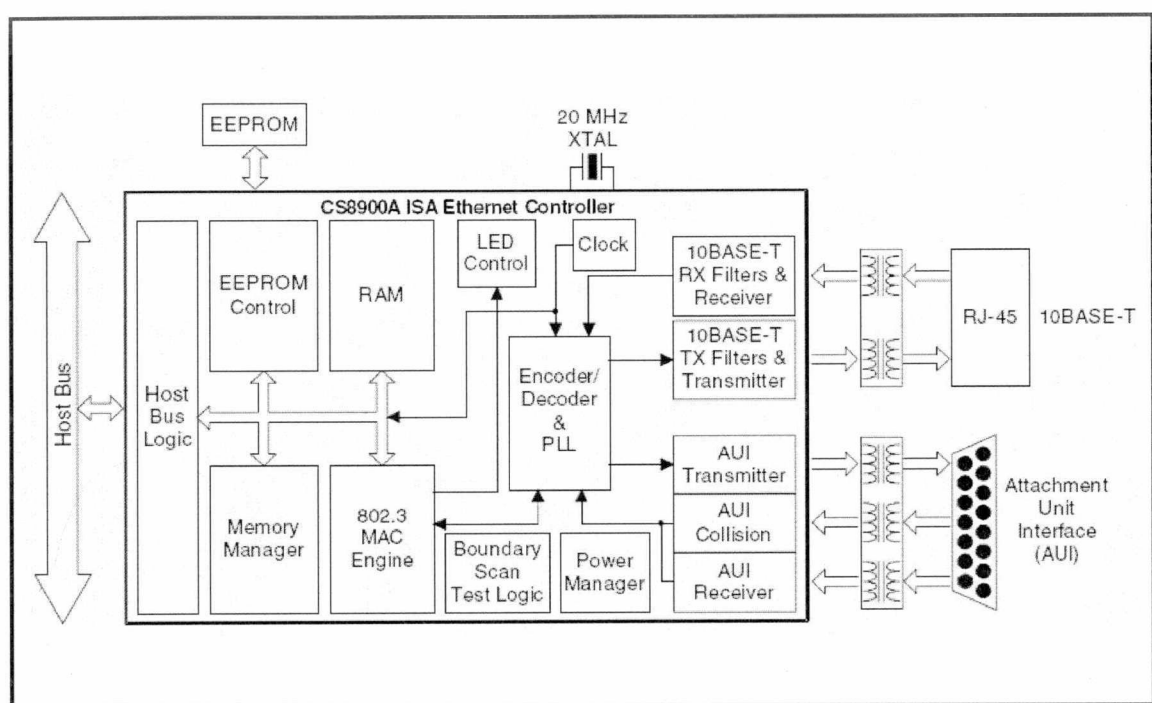 EEPROM
20 MHz
XTAL
CS8900A ISA Ethernet Controller
Host Bus
Host
Bus
Logic
EEPROM
Control
RAM
LED
Control
Clock
10BASE-T
RX Filters &
Receiver
10BASE-T
TX Filters &
Transmitter
RJ-45
10BASE-T
Encoder/
Decoder
&
PLL
Memory
Manager
802.3
MAC
Engine
Boundary
Scan
Test Logic
Power
Manager
AUI
Transmitter
AUI
Collision
AUI
Receiver
Attachment
Unit
Interface
(AUI)